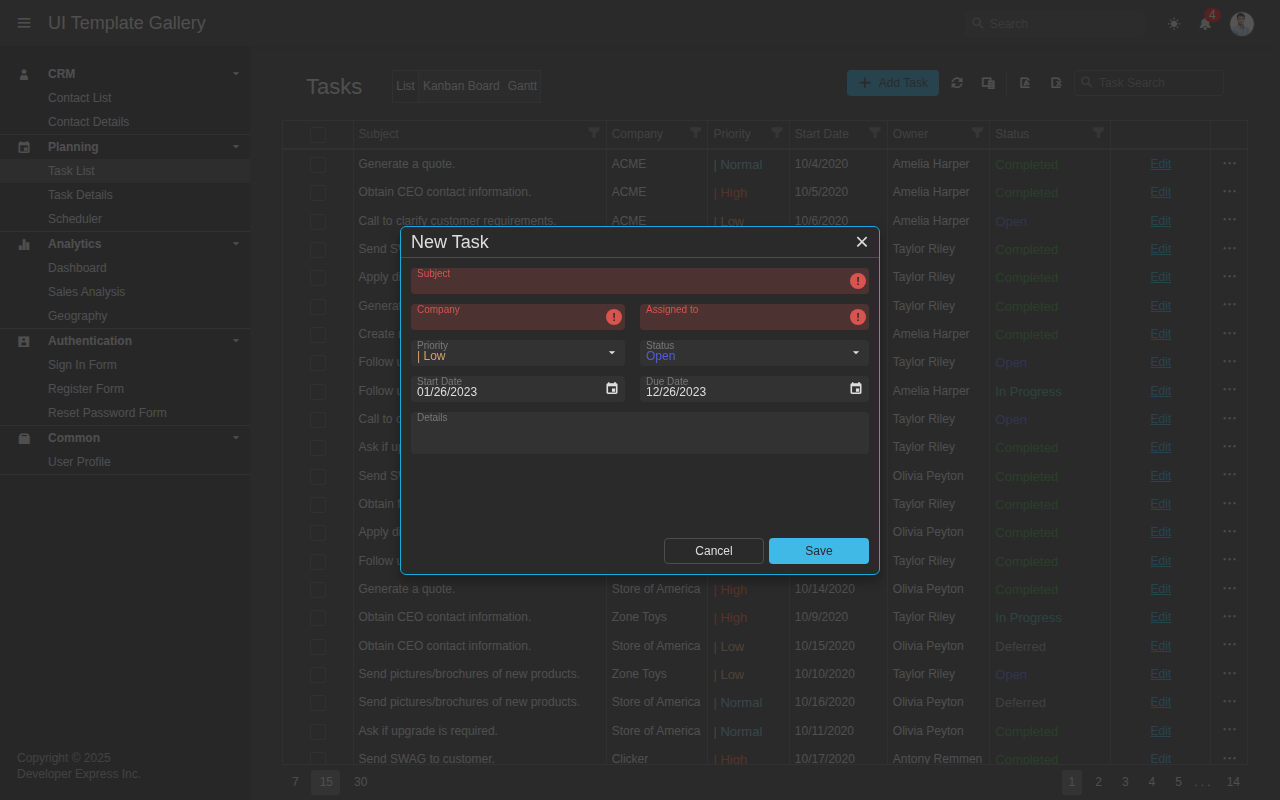 UI Template Gallery
Search
4
CRM
Contact List
Contact Details
Planning
Task List
Task Details
Scheduler
Analytics
Dashboard
Sales Analysis
Geography
Authentication
Sign In Form
Register Form
Reset Password Form
Common
User Profile
Copyright © 2025
Developer Express Inc.
Tasks
List Kanban Board Gantt
Add Task
Task Search
Subject Company Priority Start Date Owner Status
Generate a quote. ACME | Normal 10/4/2020 Amelia Harper Completed Edit
Obtain CEO contact information. ACME | High 10/5/2020 Amelia Harper Completed Edit
Call to clarify customer requirements. ACME | Low 10/6/2020 Amelia Harper Open Edit
Send S Taylor Riley Completed Edit
Apply d Taylor Riley Completed Edit
Genera Taylor Riley Completed Edit
Create Amelia Harper Completed Edit
Follow u Taylor Riley Open Edit
Follow u Amelia Harper In Progress Edit
Call to c Taylor Riley Open Edit
Ask if up Taylor Riley Completed Edit
Send S Olivia Peyton Completed Edit
Obtain Taylor Riley Completed Edit
Apply d Olivia Peyton Completed Edit
Follow u Taylor Riley Completed Edit
Generate a quote. Store of America | High 10/14/2020 Olivia Peyton Completed Edit
Obtain CEO contact information. Zone Toys | High 10/9/2020 Taylor Riley In Progress Edit
Obtain CEO contact information. Store of America | Low 10/15/2020 Olivia Peyton Deferred Edit
Send pictures/brochures of new products. Zone Toys | Low 10/10/2020 Taylor Riley Open Edit
Send pictures/brochures of new products. Store of America | Normal 10/16/2020 Olivia Peyton Deferred Edit
Ask if upgrade is required. Store of America | Normal 10/11/2020 Olivia Peyton Completed Edit
Send SWAG to customer. Clicker | High 10/17/2020 Antony Remmen Completed Edit
7 15 30
1 2 3 4 5 . . . 14
New Task
Subject
!
Company
!
Assigned to
!
Priority
| Low
Status
Open
Start Date
01/26/2023
Due Date
12/26/2023
Details
Cancel
Save